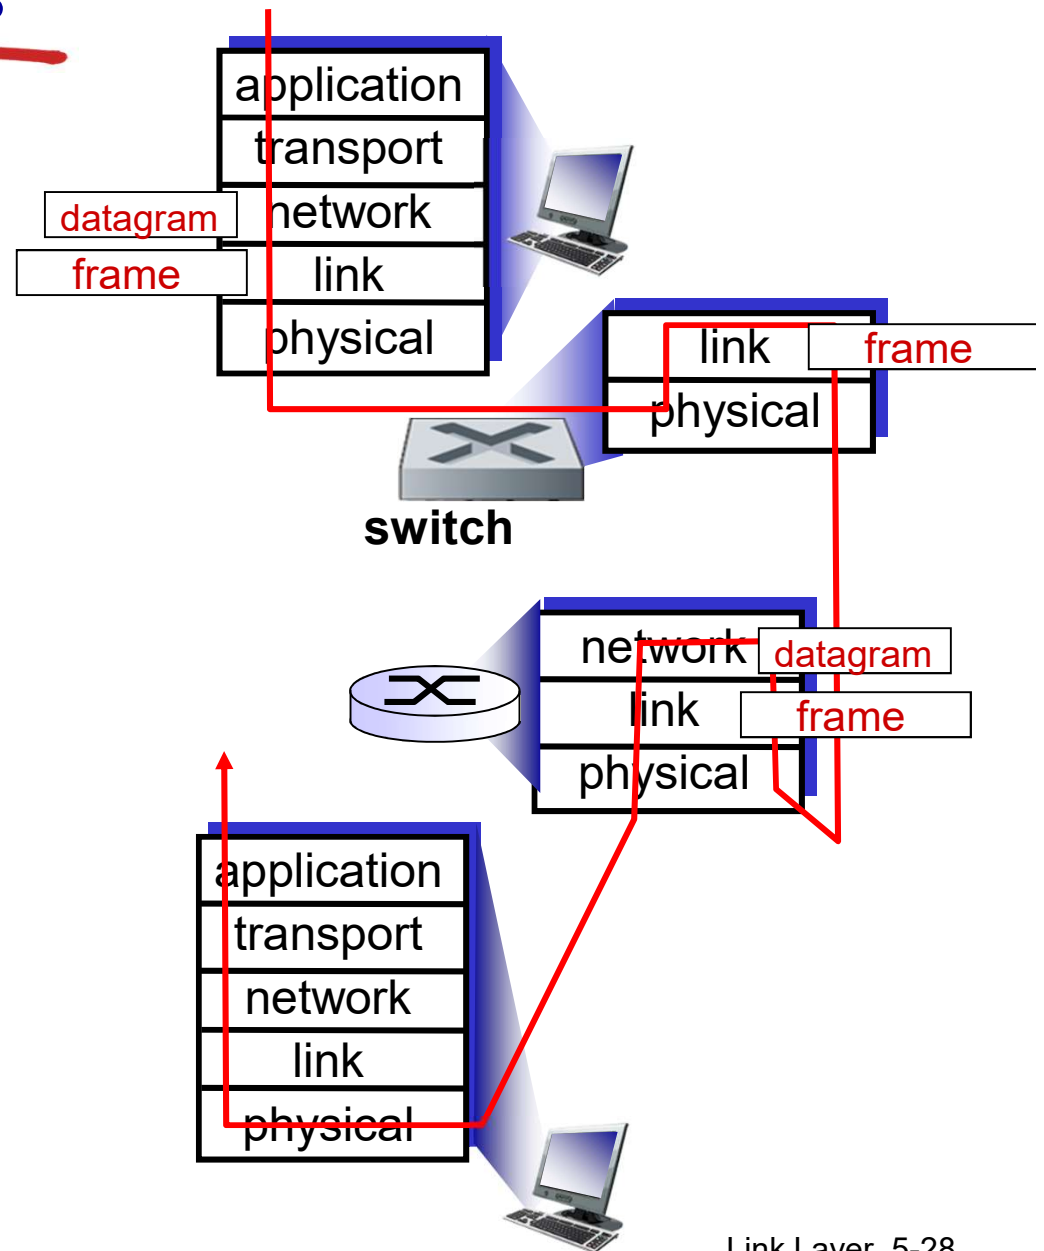 application
transport
datagram
network
frame
link
physical
link
frame
physical
switch
network
datagram
link
frame
physical
application
transport
network
link
physical
Link Layer 5-28